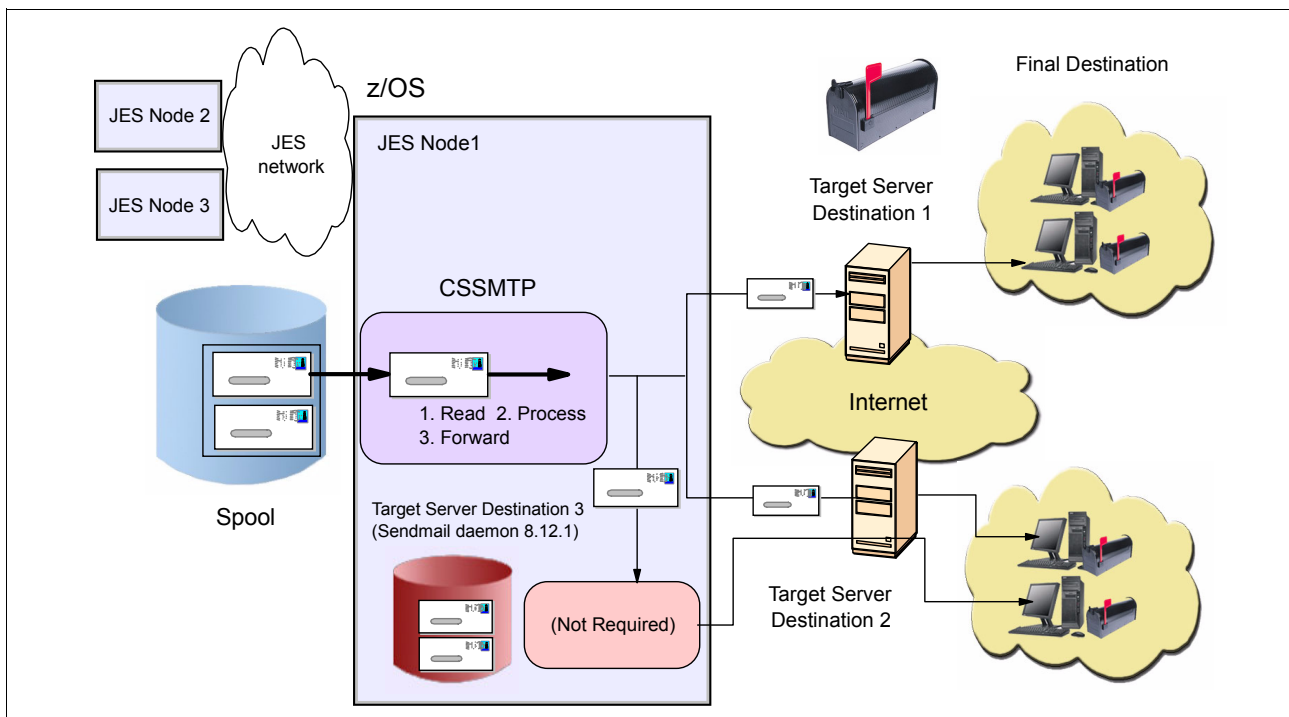 z/OS
JES Node 2
JES Node 3
JES
network
JES Node1
CSSMTP
1. Read 2. Process
3. Forward
Spool
Target Server Destination 3
(Sendmail daemon 8.12.1)
(Not Required)
Target Server
Destination 1
Final Destination
Internet
Target Server
Destination 2